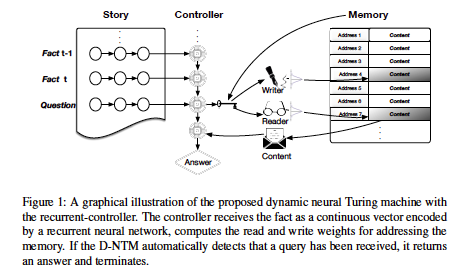 Story Controller Memory
Fact t-1
Fact t
Question
Writer
Reader
Content
Answer
Address 1 Content
Address 2 Content
Address 3 Content
Address 4 Content
Address 5 Content
Address 6 Content
Address 7 Content
Figure 1: A graphical illustration of the proposed dynamic neural Turing machine with
the recurrent-controller. The controller receives the fact as a continuous vector encoded
by a recurrent neural network, computes the read and write weights for addressing the
memory. If the D-NTM automatically detects that a query has been received, it returns
an answer and terminates.